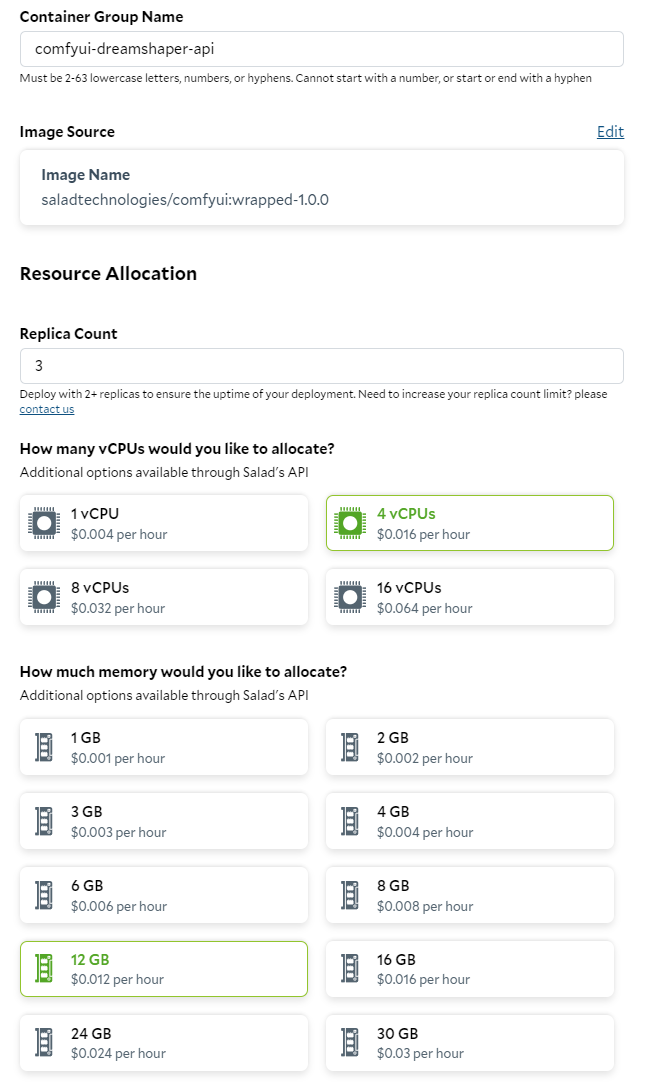 Container Group Name
comfyui-dreamshaper-api
Must be 2-63 lowercase letters, numbers, or hyphens. Cannot start with a number, or start or end with a hyphen
Image Source
Edit
Image Name
saladtechnologies/comfyui:wrapped-1.0.0
Resource Allocation
Replica Count
3
Deploy with 2+ replicas to ensure the uptime of your deployment. Need to increase your replica count limit? please
contact us
How many vCPUs would you like to allocate?
Additional options available through Salad's API
1 vCPU
$0.004 per hour
4 vCPUs
$0.016 per hour
8 vCPUs
$0.032 per hour
16 vCPUs
$0.064 per hour
How much memory would you like to allocate?
Additional options available through Salad's API
1 GB
$0.001 per hour
2 GB
$0.002 per hour
3 GB
$0.003 per hour
4 GB
$0.004 per hour
6 GB
$0.006 per hour
8 GB
$0.008 per hour
12 GB
$0.012 per hour
16 GB
$0.016 per hour
24 GB
$0.024 per hour
30 GB
$0.03 per hour